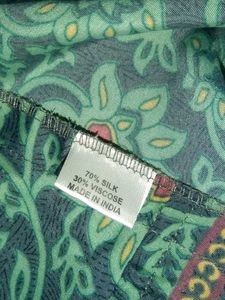 70% SILK
30% VISCOSE
MADE IN INDIA